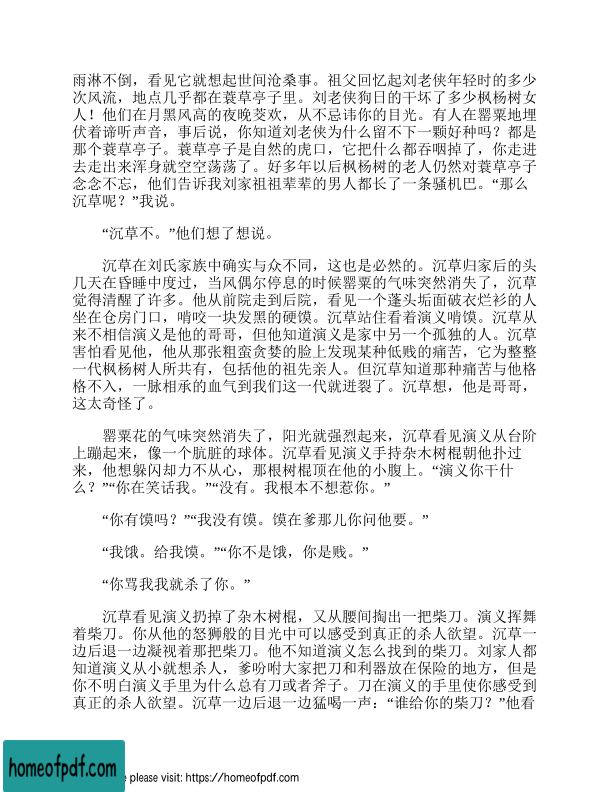 雨淋不倒，看见它就想起世间沧桑事。祖父回忆起刘老侠年轻时的多少
次风流，地点几乎都在蓑草亭子里。刘老侠狗日的干坏了多少枫杨树女
人！他们在月黑风高的夜晚茭欢，从不忌讳你的目光。有人在罂粟地埋
伏着谛听声音，事后说，你知道刘老侠为什么留不下一颗好种吗？都是
那个蓑草亭子。蓑草亭子是自然的虎口，它把什么都吞咽掉了，你走进
去走出来浑身就空空荡荡了。好多年以后枫杨树的老人仍然对蓑草亭子
念念不忘，他们告诉我刘家祖祖辈辈的男人都长了一条骚机巴。“那么
沉草呢？”我说。
“沉草不。”他们想了想说。
沉草在刘氏家族中确实与众不同，这也是必然的。沉草归家后的头
几天在昏睡中度过，当风偶尔停息的时候罂粟的气味突然消失了，沉草
觉得清醒了许多。他从前院走到后院，看见一个蓬头垢面破衣烂衫的人
坐在仓房门口，啃咬一块发黑的硬馍。沉草站住看着演义啃馍。沉草从
来不相信演义是他的哥哥，但他知道演义是家中另一个孤独的人。沉草
害怕看见他，他从那张粗蛮贪婪的脸上发现某种低贱的痛苦，它为整整
一代枫杨树人所共有，包括他的祖先亲人。但沉草知道那种痛苦与他格
格不入，一脉相承的血气到我们这一代就迸裂了。沉草想，他是哥哥，
这太奇怪了。
罂粟花的气味突然消失了，阳光就强烈起来，沉草看见演义从台阶
上蹦起来，像一个肮脏的球体。沉草看见演义手持杂木树棍朝他扑过
来，他想躲闪却力不从心，那根树棍顶在他的小腹上。“演义你干什
么？”“你在笑话我。”“没有。我根本不想惹你。”
“你有馍吗？”“我没有馍。馍在爹那儿你问他要。”
“我饿。给我馍。”“你不是饿，你是贱。”
“你骂我我就杀了你。”
沉草看见演义扔掉了杂木树棍，又从腰间掏出一把柴刀。演义挥舞
着柴刀。你从他的怒狮般的目光中可以感受到真正的杀人欲望。沉草一
边后退一边凝视着那把柴刀。他不知道演义怎么找到的柴刀。刘家人都
知道演义从小就想杀人，爹吩咐大家把刀和利器放在保险的地方，但是
你不明白演义手里为什么总有刀或者斧子。刀在演义的手里使你感受到
真正的杀人欲望。沉草一边后退一边猛喝一声：“谁给你的柴刀？”他看
homeofpdf.com
please visit: https://homeofpdf.com